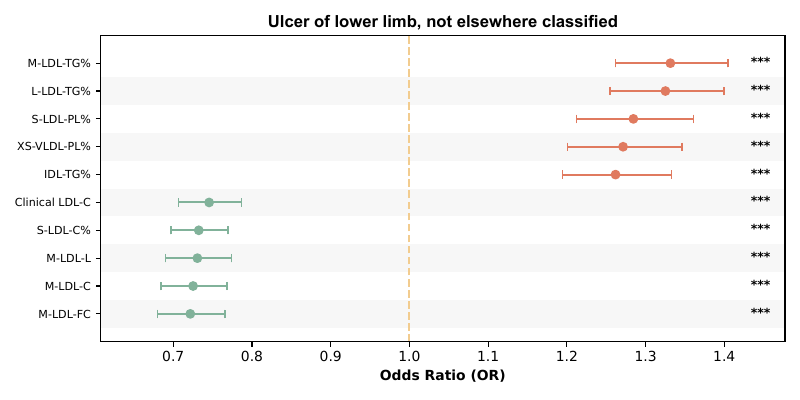 Ulcer of lower limb, not elsewhere classified
M-LDL-TG% ***
L-LDL-TG% ***
S-LDL-PL% ***
XS-VLDL-PL% ***
IDL-TG% ***
Clinical LDL-C ***
S-LDL-C% ***
M-LDL-L ***
M-LDL-C ***
M-LDL-FC ***
0.7 0.8 0.9 1.0 1.1 1.2 1.3 1.4
Odds Ratio (OR)